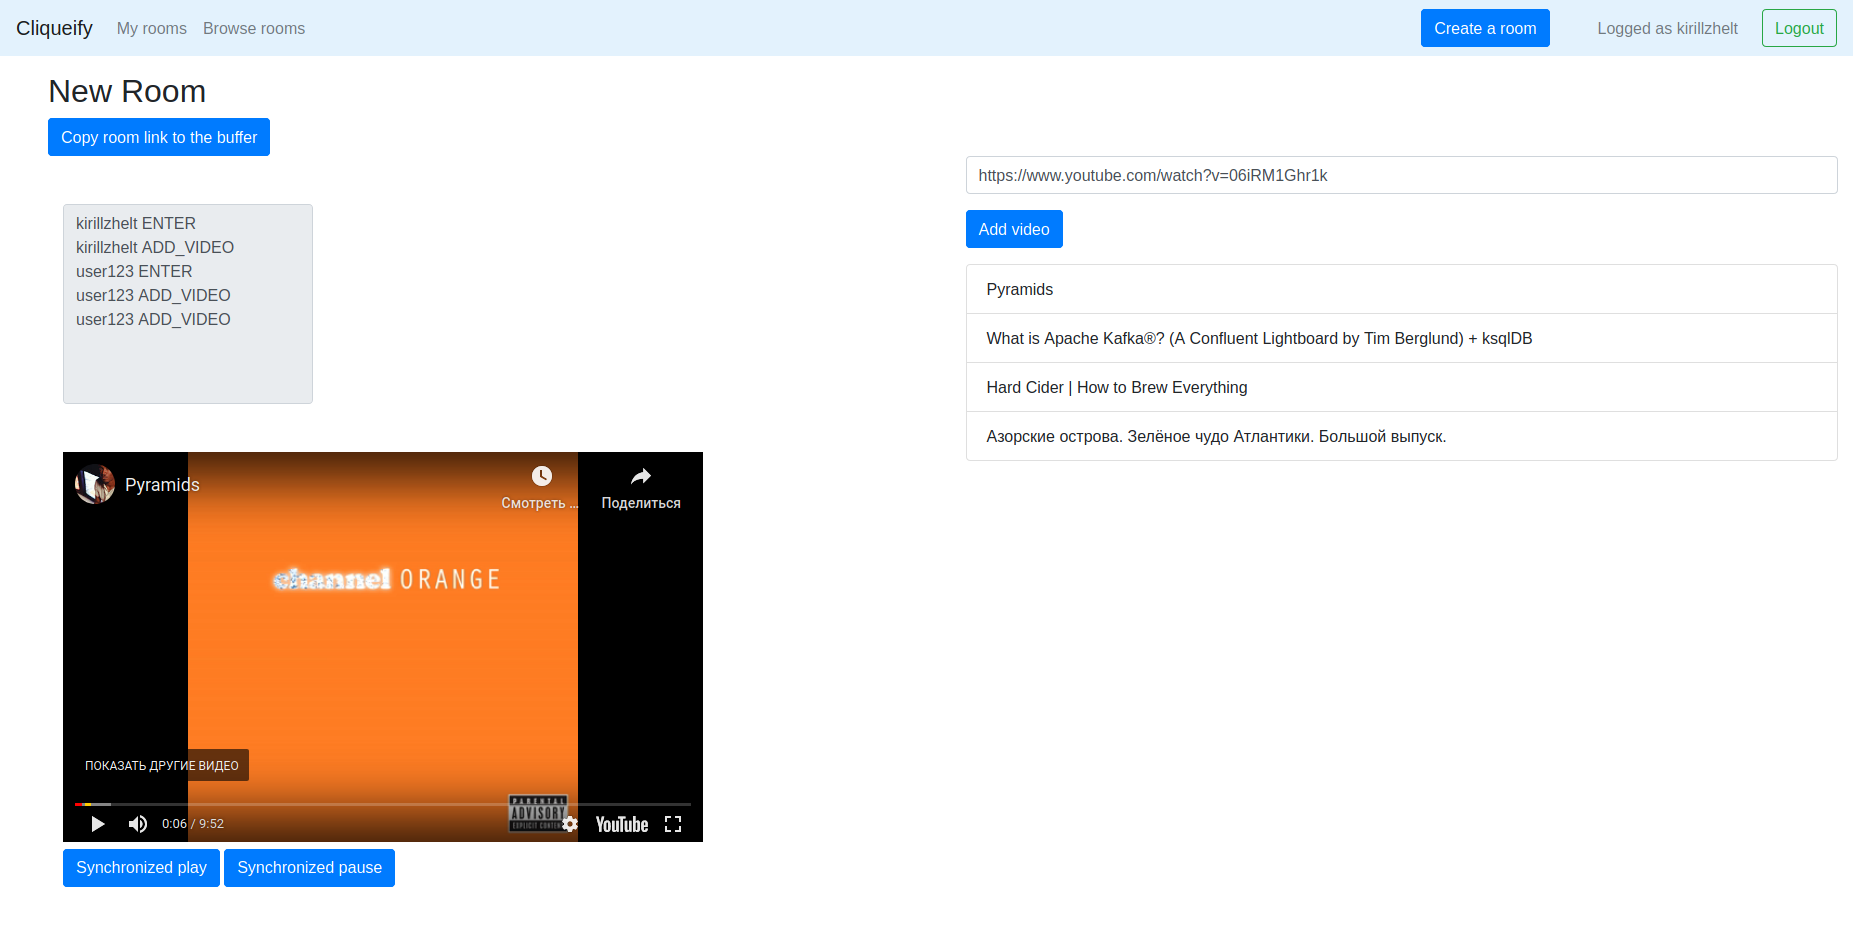 Cliqueify My rooms Browse rooms Create a room Logged as kirillzhelt Logout
New Room
Copy room link to the buffer
kirillzhelt ENTER
kirillzhelt ADD_VIDEO
user123 ENTER
user123 ADD_VIDEO
user123 ADD_VIDEO
Pyramids
Смотреть ...
Поделиться
channel ORANGE
ПОКАЗАТЬ ДРУГИЕ ВИДЕО
PARENTAL
ADVISORY
EXPLICIT CONTENT
0:06 / 9:52
YouTube
Synchronized play Synchronized pause
https://www.youtube.com/watch?v=06iRM1Ghr1k
Add video
Pyramids
What is Apache Kafka®? (A Confluent Lightboard by Tim Berglund) + ksqlDB
Hard Cider | How to Brew Everything
Азорские острова. Зелёное чудо Атлантики. Большой выпуск.